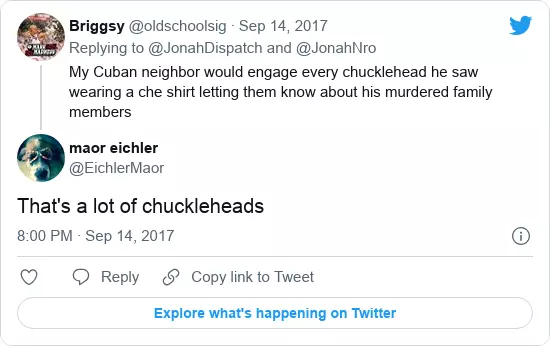 Briggsy @oldschoolsig · Sep 14, 2017
Replying to @JonahDispatch and @JonahNro
My Cuban neighbor would engage every chucklehead he saw
wearing a che shirt letting them know about his murdered family
members
maor eichler
@EichlerMaor
That's a lot of chuckleheads
8:00 PM · Sep 14, 2017
Reply
Copy link to Tweet
Explore what's happening on Twitter